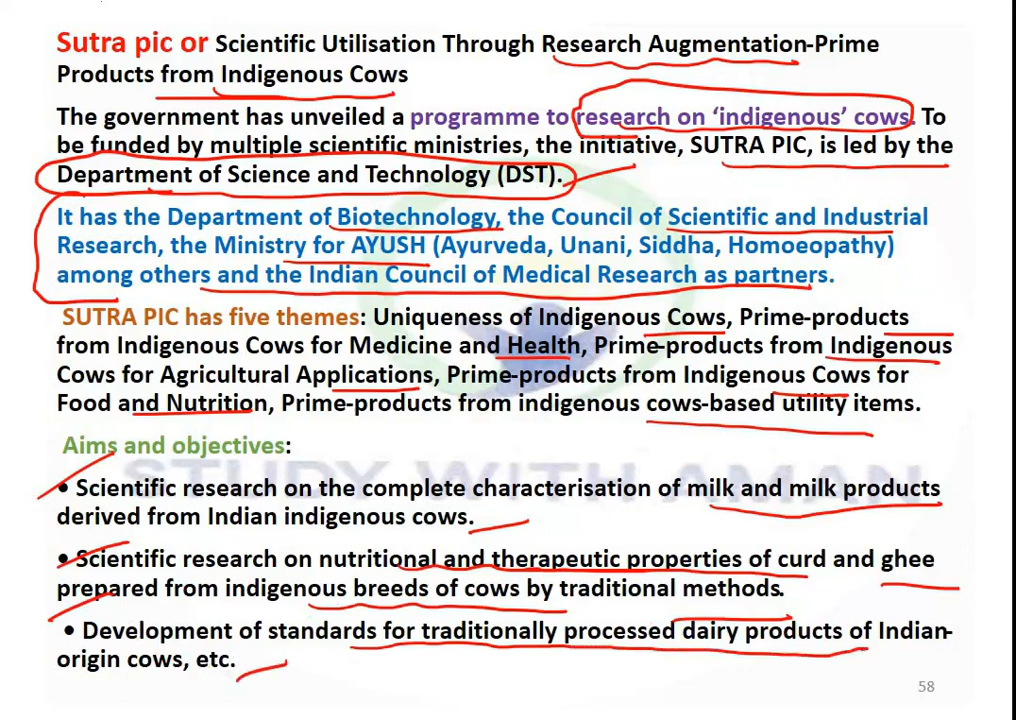 Sutra pic or Scientific Utilisation Through Research Augmentation-Prime
Products from Indigenous Cows
The government has unveiled a programme to research on ‘indigenous’ cows. To
be funded by multiple scientific ministries, the initiative, SUTRA PIC, is led by the
Department of Science and Technology (DST).
It has the Department of Biotechnology, the Council of Scientific and Industrial
Research, the Ministry for AYUSH (Ayurveda, Unani, Siddha, Homoeopathy)
among others and the Indian Council of Medical Research as partners.
SUTRA PIC has five themes: Uniqueness of Indigenous Cows, Prime-products
from Indigenous Cows for Medicine and Health, Prime-products from Indigenous
Cows for Agricultural Applications, Prime-products from Indigenous Cows for
Food and Nutrition, Prime-products from indigenous cows-based utility items.
Aims and objectives:
• Scientific research on the complete characterisation of milk and milk products
derived from Indian indigenous cows.
• Scientific research on nutritional and therapeutic properties of curd and ghee
prepared from indigenous breeds of cows by traditional methods.
• Development of standards for traditionally processed dairy products of Indian-
origin cows, etc.
STUDY WITH AMAN
58